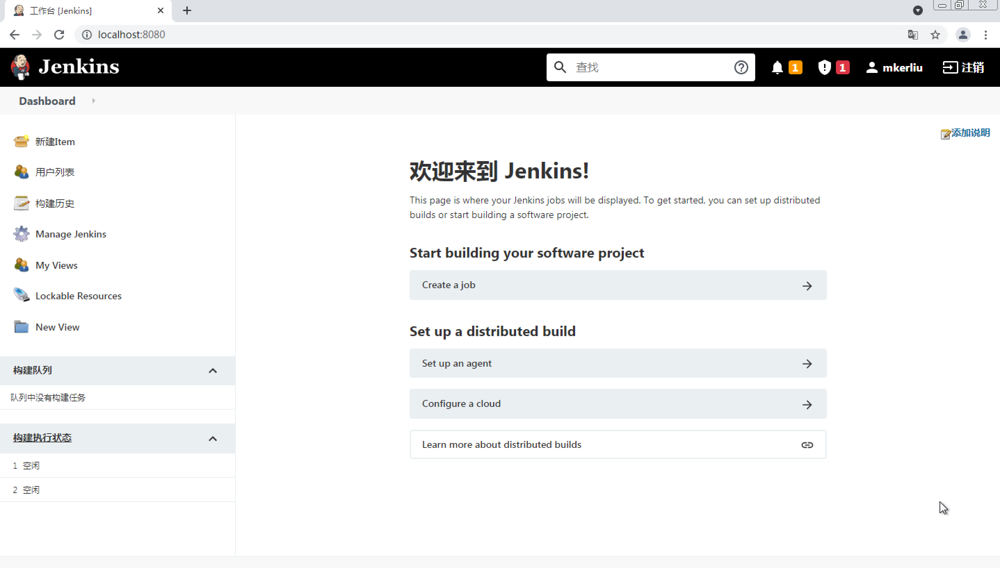 工作台 [Jenkins]
localhost:8080
Jenkins
查找
1
1
mkerliu
注销
Dashboard
新建Item
用户列表
构建历史
Manage Jenkins
My Views
Lockable Resources
New View
构建队列
队列中没有构建任务
构建执行状态
1 空闲
2 空闲
添加说明
欢迎来到 Jenkins!
This page is where your Jenkins jobs will be displayed. To get started, you can set up distributed
builds or start building a software project.
Start building your software project
Create a job
Set up a distributed build
Set up an agent
Configure a cloud
Learn more about distributed builds